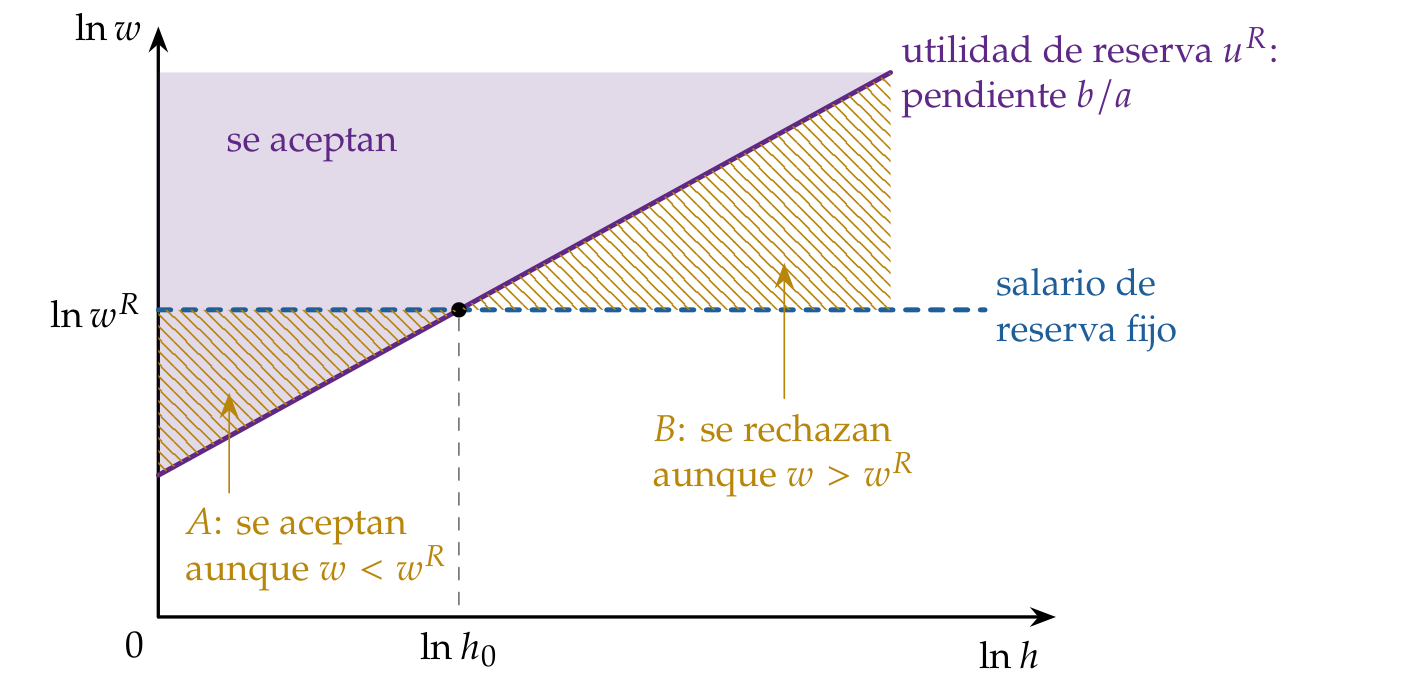 ln w
utilidad de reserva u^R:
pendiente b/a
se aceptan
salario de
reserva fijo
ln w^R
B: se rechazan
aunque w > w^R
A: se aceptan
aunque w < w^R
0
ln h₀
ln h